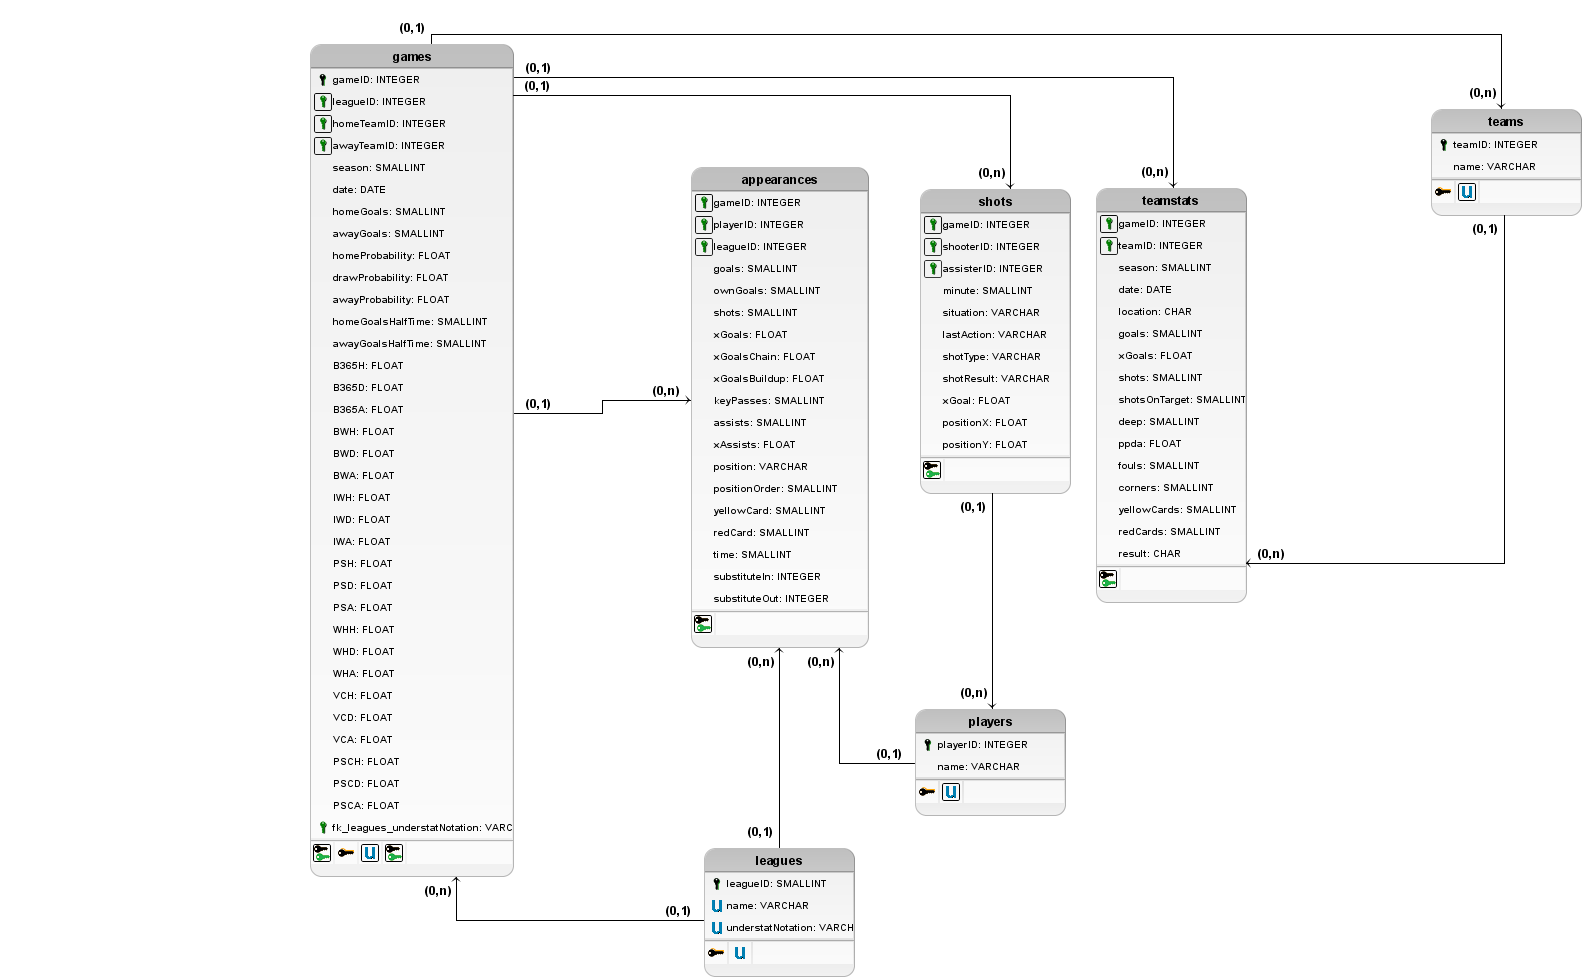 (0,1)
games
gameID: INTEGER
leagueID: INTEGER
homeTeamID: INTEGER
awayTeamID: INTEGER
season: SMALLINT
date: DATE
homeGoals: SMALLINT
awayGoals: SMALLINT
homeProbability: FLOAT
drawProbability: FLOAT
awayProbability: FLOAT
homeGoalsHalfTime: SMALLINT
awayGoalsHalfTime: SMALLINT
B365H: FLOAT
B365D: FLOAT
B365A: FLOAT
BWH: FLOAT
BWD: FLOAT
BWA: FLOAT
IWH: FLOAT
IWD: FLOAT
IWA: FLOAT
PSH: FLOAT
PSD: FLOAT
PSA: FLOAT
WHH: FLOAT
WHD: FLOAT
WHA: FLOAT
VCH: FLOAT
VCD: FLOAT
VCA: FLOAT
PSCH: FLOAT
PSCD: FLOAT
PSCA: FLOAT
fk_leagues_understatNotation: VARC
U
(0,n)
(0,1)
(0,1)
(0,1)
(0,n)
appearances
gameID: INTEGER
playerID: INTEGER
leagueID: INTEGER
goals: SMALLINT
ownGoals: SMALLINT
shots: SMALLINT
xGoals: FLOAT
xGoalsChain: FLOAT
xGoalsBuildup: FLOAT
keyPasses: SMALLINT
assists: SMALLINT
xAssists: FLOAT
position: VARCHAR
positionOrder: SMALLINT
yellowCard: SMALLINT
redCard: SMALLINT
time: SMALLINT
substituteIn: INTEGER
substituteOut: INTEGER
(0,n)
(0,n)
(0,n)
shots
gameID: INTEGER
shooterID: INTEGER
assisterID: INTEGER
minute: SMALLINT
situation: VARCHAR
lastAction: VARCHAR
shotType: VARCHAR
shotResult: VARCHAR
xGoal: FLOAT
positionX: FLOAT
positionY: FLOAT
(0,1)
(0,n)
teamstats
gameID: INTEGER
teamID: INTEGER
season: SMALLINT
date: DATE
location: CHAR
goals: SMALLINT
xGoals: FLOAT
shots: SMALLINT
shotsOnTarget: SMALLINT
deep: SMALLINT
ppda: FLOAT
fouls: SMALLINT
corners: SMALLINT
yellowCards: SMALLINT
redCards: SMALLINT
result: CHAR
(0,n)
(0,n)
teams
teamID: INTEGER
name: VARCHAR
U
(0,1)
(0,n)
players
playerID: INTEGER
name: VARCHAR
U
(0,1)
(0,1)
leagues
leagueID: SMALLINT
U name: VARCHAR
U understatNotation: VARCH
U
(0,1)